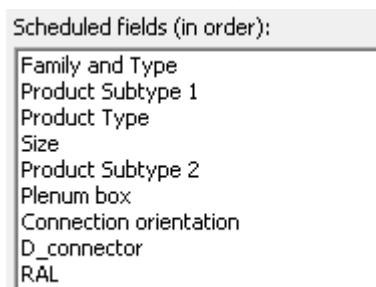 Scheduled fields (in order):
Family and Type
Product Subtype 1
Product Type
Size
Product Subtype 2
Plenum box
Connection orientation
D_connector
RAL